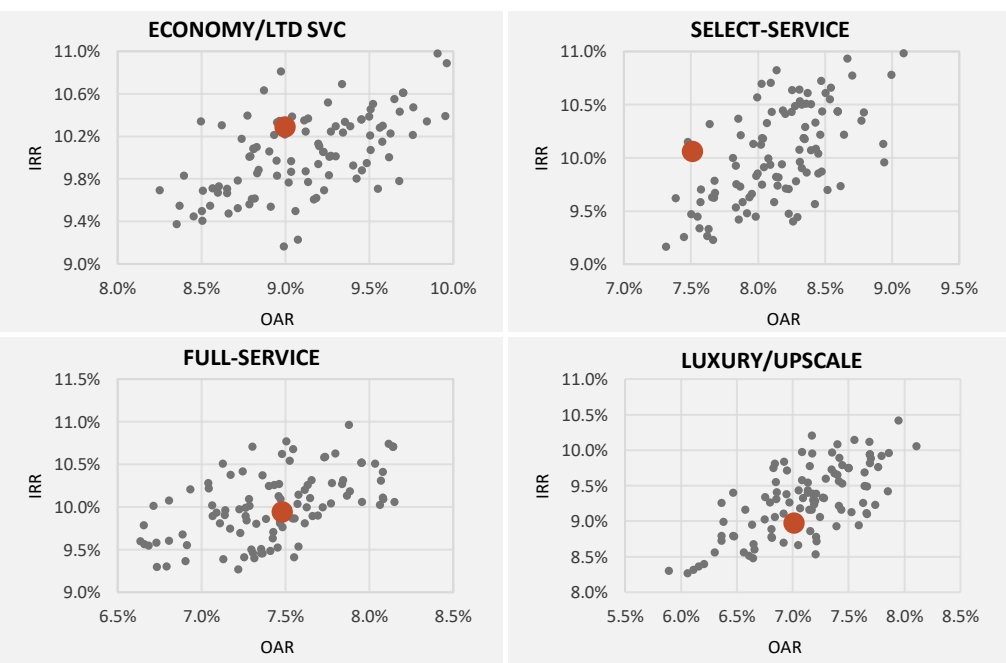 ECONOMY/LTD SVC
11.0%
10.6%
10.2%
9.8%
9.4%
9.0%
IRR
8.0% 8.5% 9.0% 9.5% 10.0%
OAR
SELECT-SERVICE
11.0%
10.5%
10.0%
9.5%
9.0%
IRR
7.0% 7.5% 8.0% 8.5% 9.0% 9.5%
OAR
FULL-SERVICE
11.5%
11.0%
10.5%
10.0%
9.5%
9.0%
IRR
6.5% 7.0% 7.5% 8.0% 8.5%
OAR
LUXURY/UPSCALE
11.0%
10.5%
10.0%
9.5%
9.0%
8.5%
8.0%
IRR
5.5% 6.0% 6.5% 7.0% 7.5% 8.0% 8.5%
OAR